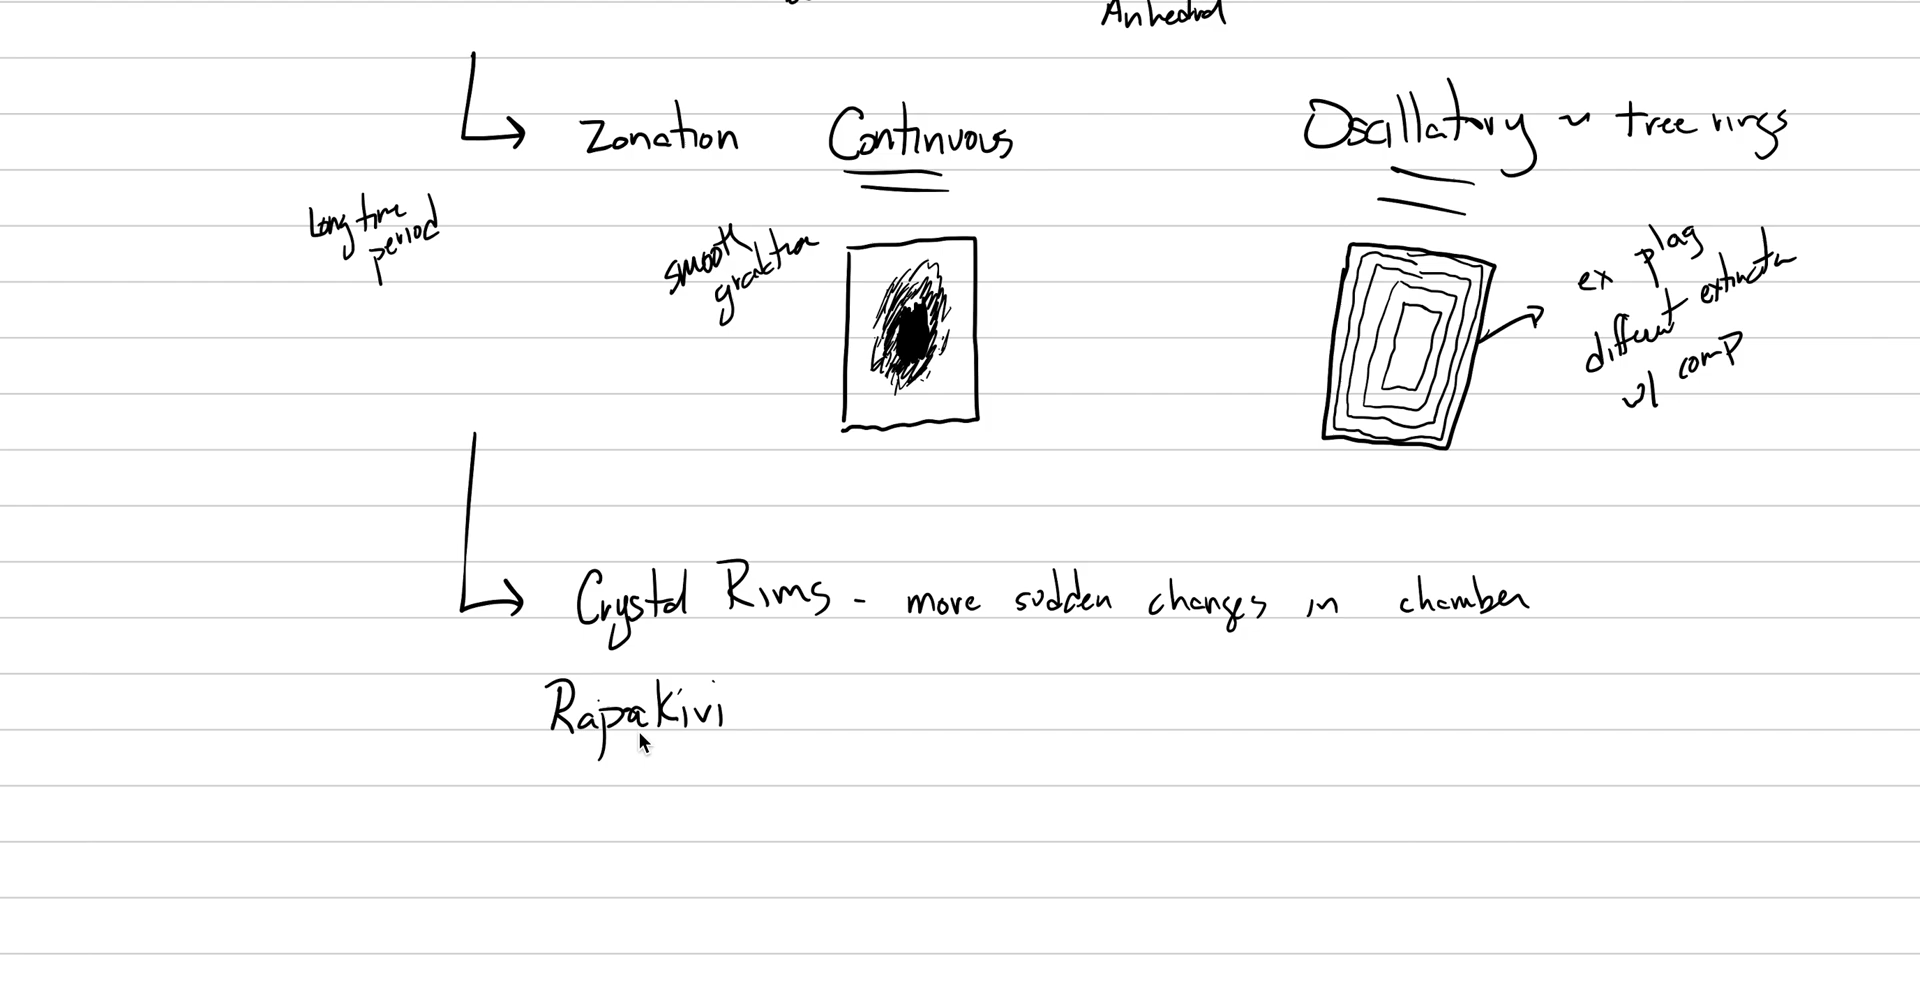 Anhedral
Zonation Continuous Oscillatory ~ tree rings
Long time
period
smooth
gradation
ex plag
different extinction
w/ comp
Crystal Rims - more sudden changes in chamber
Rapakivi